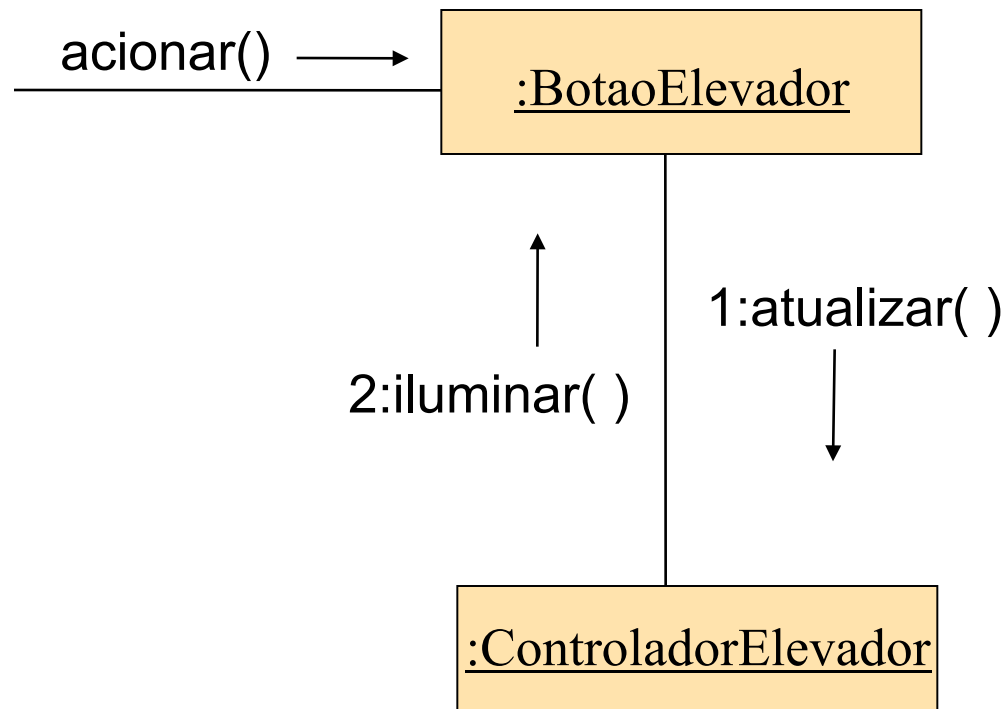 acionar()
:BotaoElevador
1:atualizar( )
2:iluminar( )
:ControladorElevador